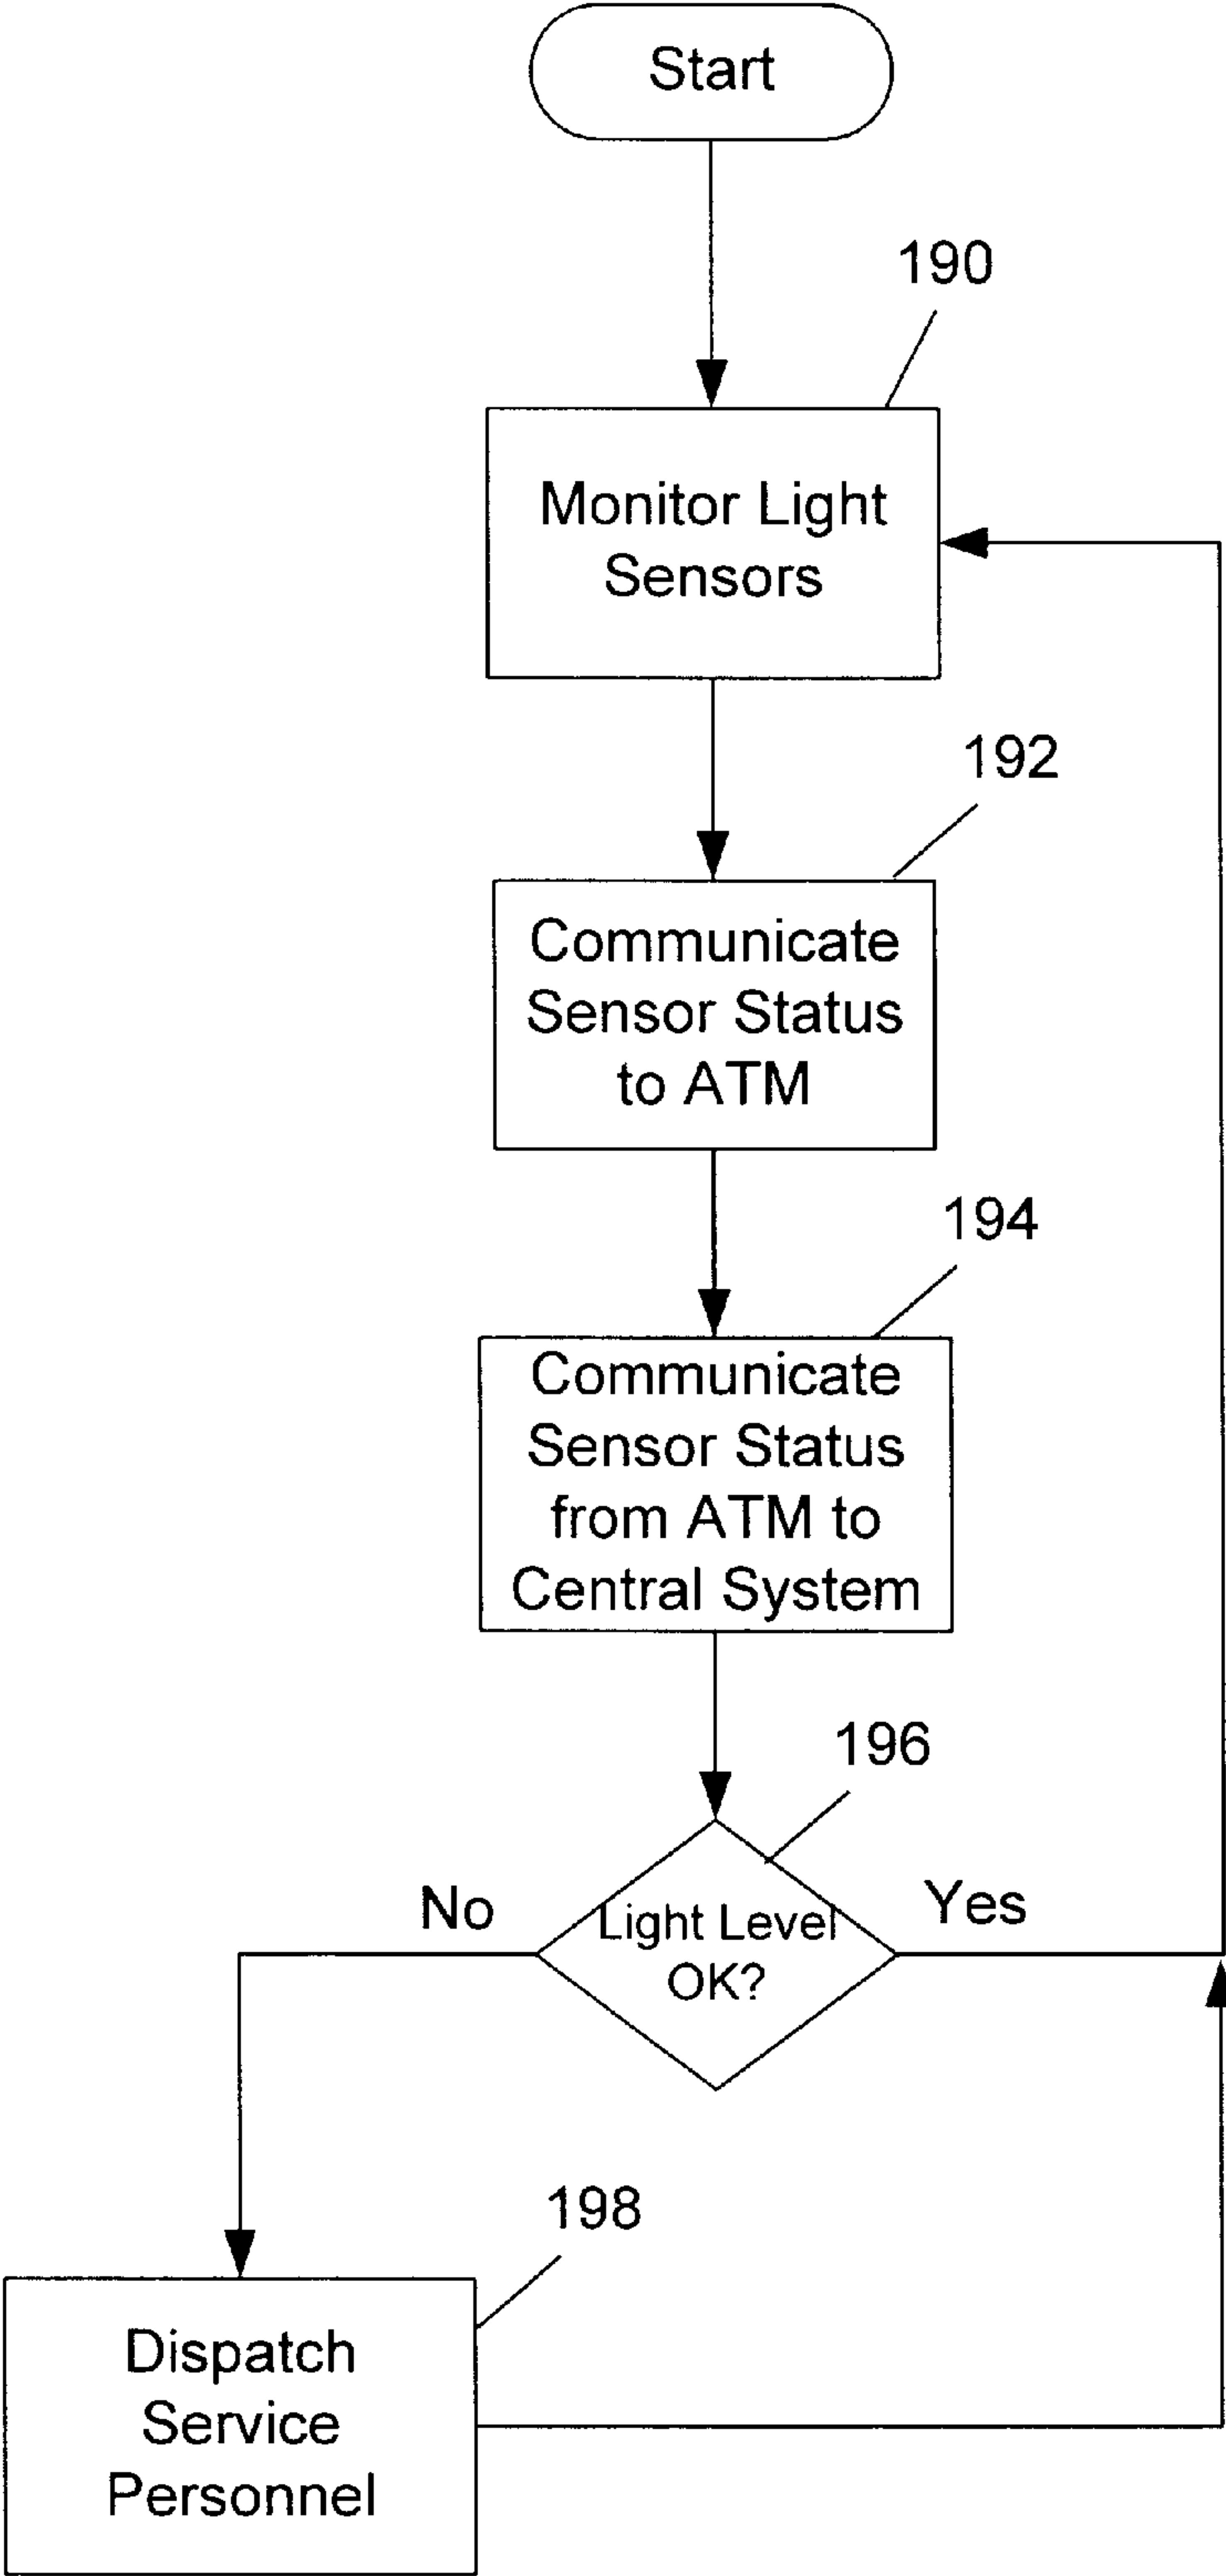 Start
190
Monitor Light
Sensors
192
Communicate
Sensor Status
to ATM
194
Communicate
Sensor Status
from ATM to
Central System
196
No
Light Level
OK?
Yes
198
Dispatch
Service
Personnel